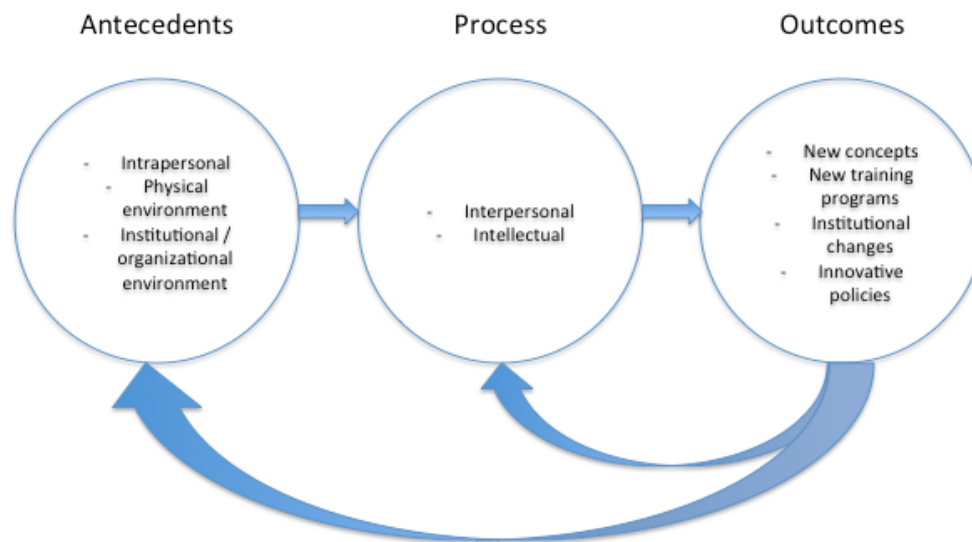 Antecedents
- Intrapersonal
- Physical
environment
- Institutional /
organizational
environment
Process
- Interpersonal
- Intellectual
Outcomes
- New concepts
- New training
programs
- Institutional
changes
- Innovative
policies